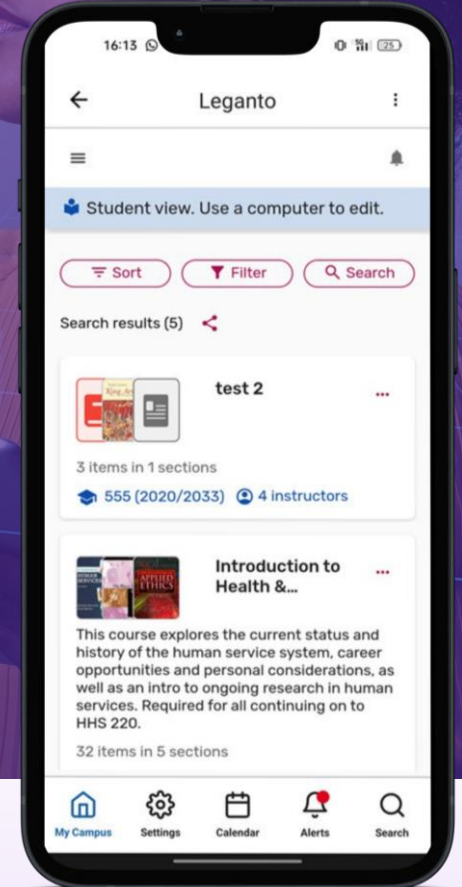 16:13
5G
25
Leganto
Student view. Use a computer to edit.
Sort Filter Search
Search results (5)
test 2
3 items in 1 sections
555 (2020/2033) 4 instructors
APPLIED
ETHICS
Introduction to
Health &...
This course explores the current status and
history of the human service system, career
opportunities and personal considerations, as
well as an intro to ongoing research in human
services. Required for all continuing on to
HHS 220.
32 items in 5 sections
My Campus Settings Calendar Alerts Search